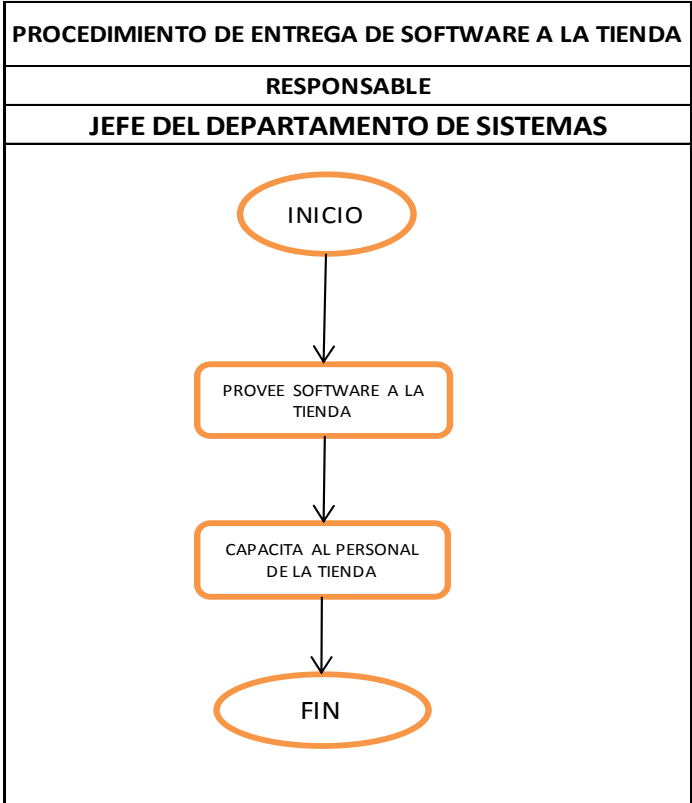 PROCEDIMIENTO DE ENTREGA DE SOFTWARE A LA TIENDA
RESPONSABLE
JEFE DEL DEPARTAMENTO DE SISTEMAS
INICIO
PROVEE SOFTWARE A LA
TIENDA
CAPACITA AL PERSONAL
DE LA TIENDA
FIN